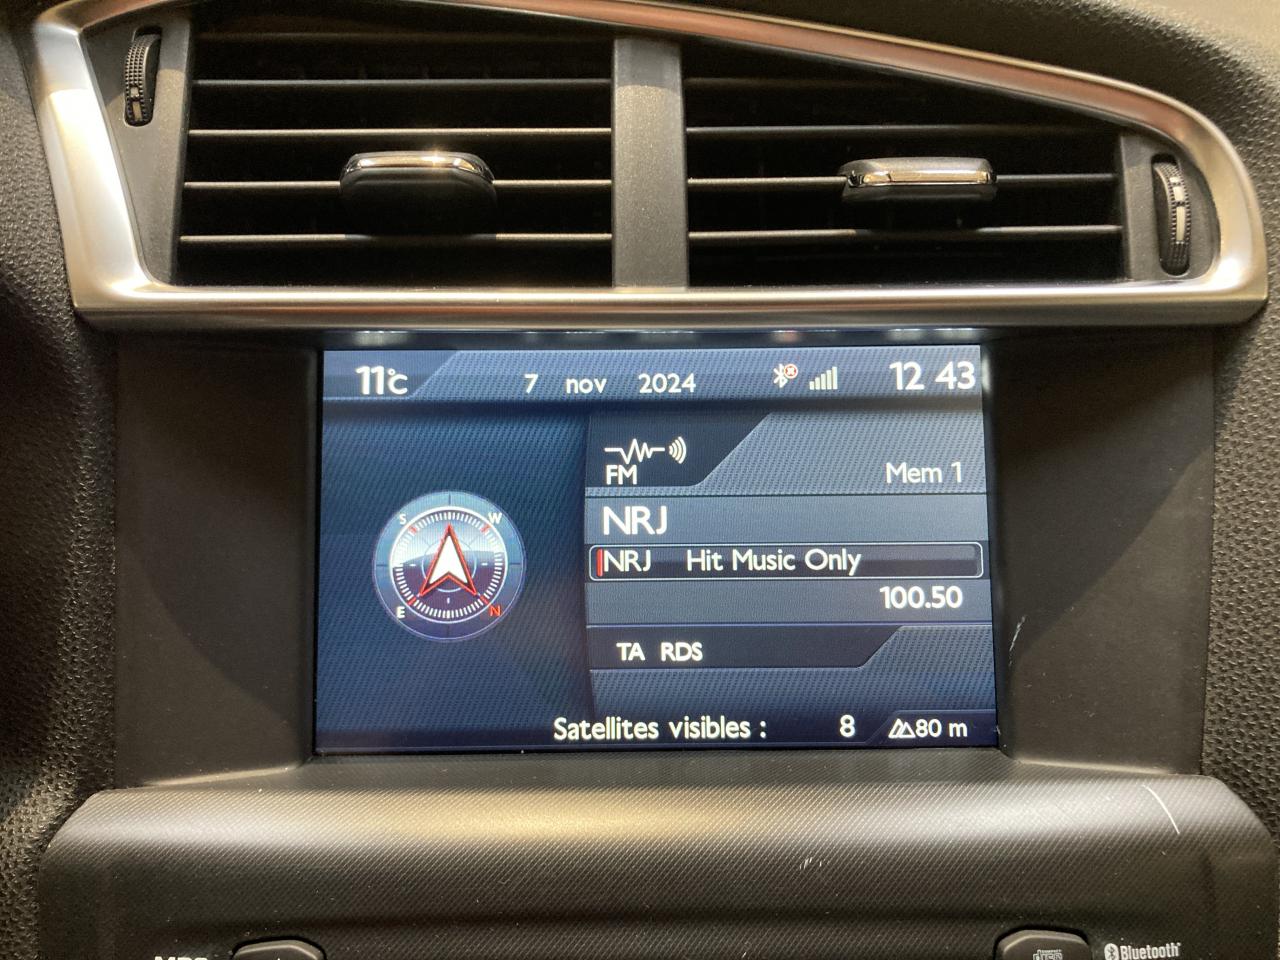 11°C 7 nov 2024 12 43
FM
Mem 1
S W
E N
NRJ
NRJ Hit Music Only
100.50
TA RDS
Satellites visibles : 8 80 m
Bluetooth